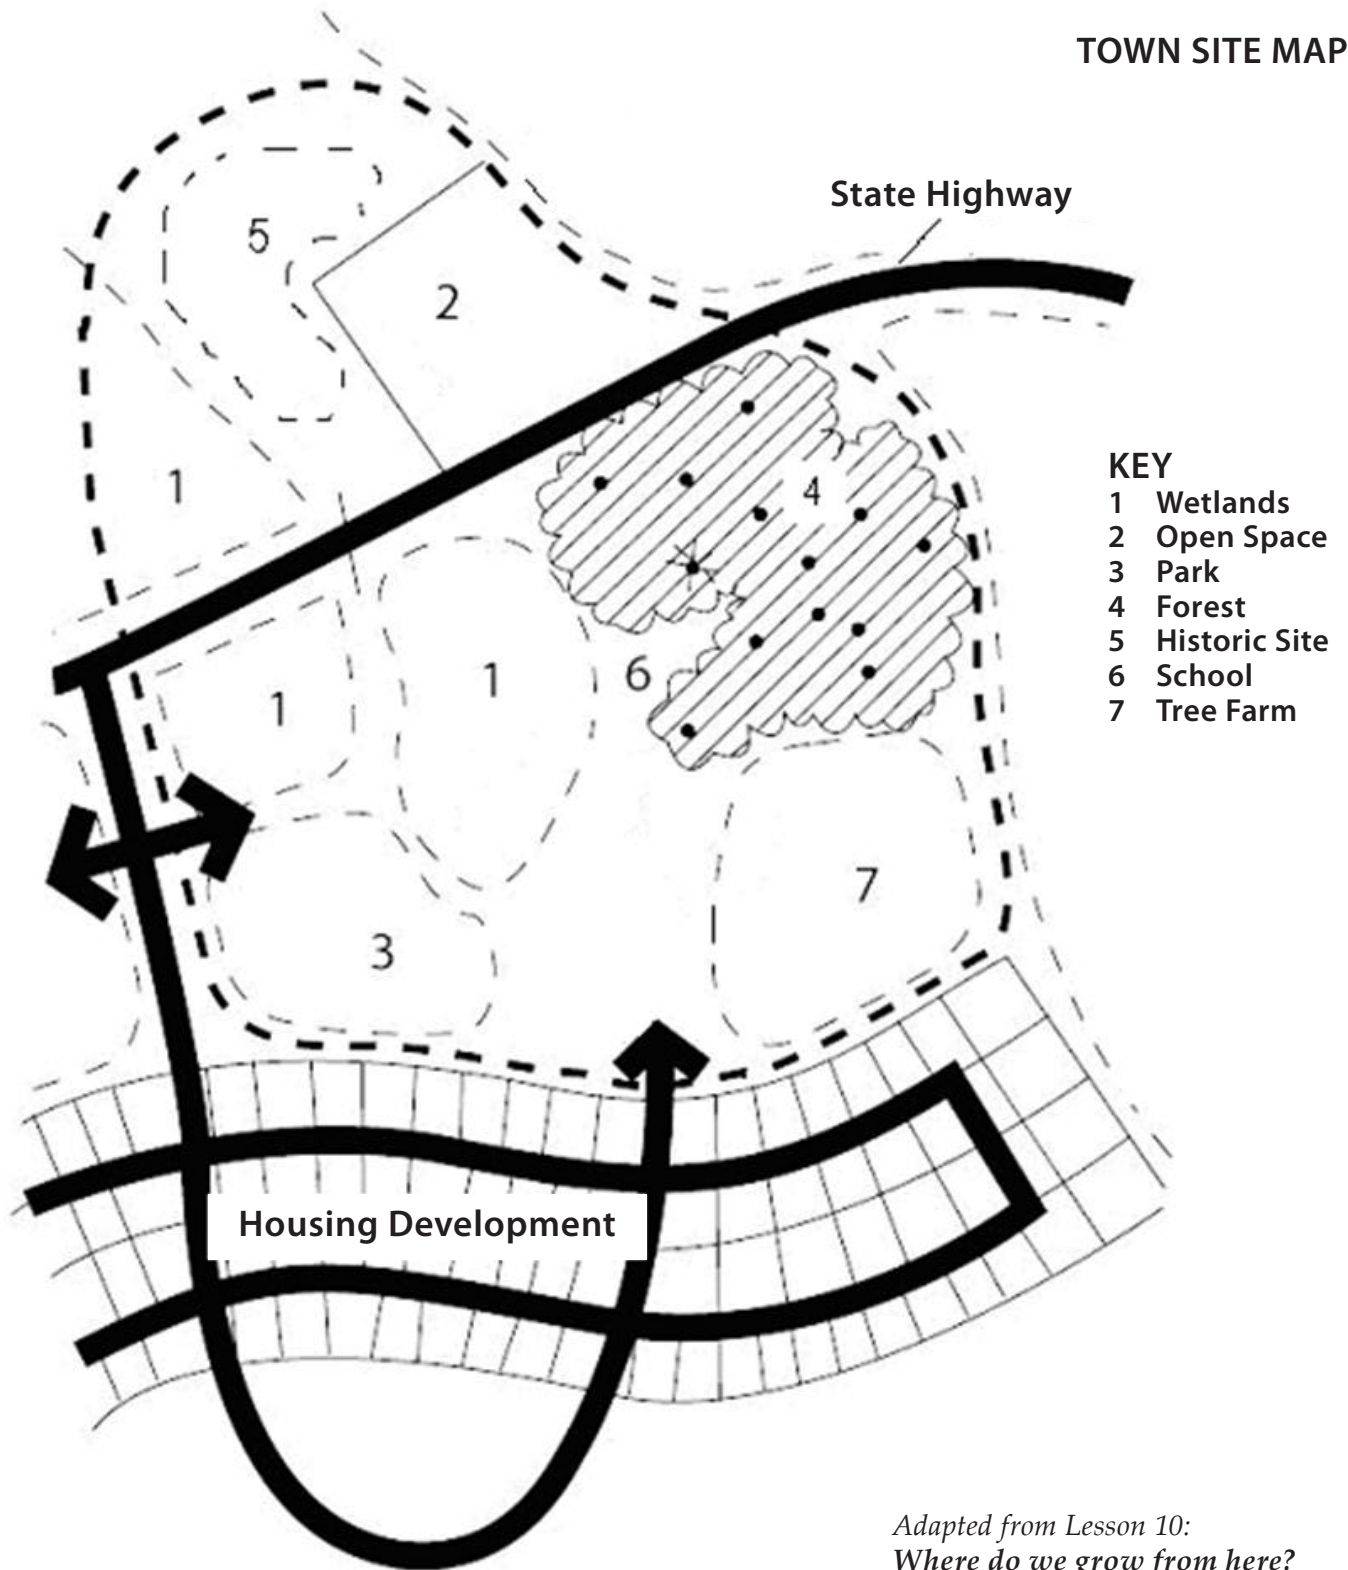 TOWN SITE MAP
State Highway
5
2
1
4
KEY
1 Wetlands
2 Open Space
3 Park
4 Forest
5 Historic Site
6 School
7 Tree Farm
1
1
6
7
3
Housing Development
Adapted from Lesson 10:
Where do we grow from here?